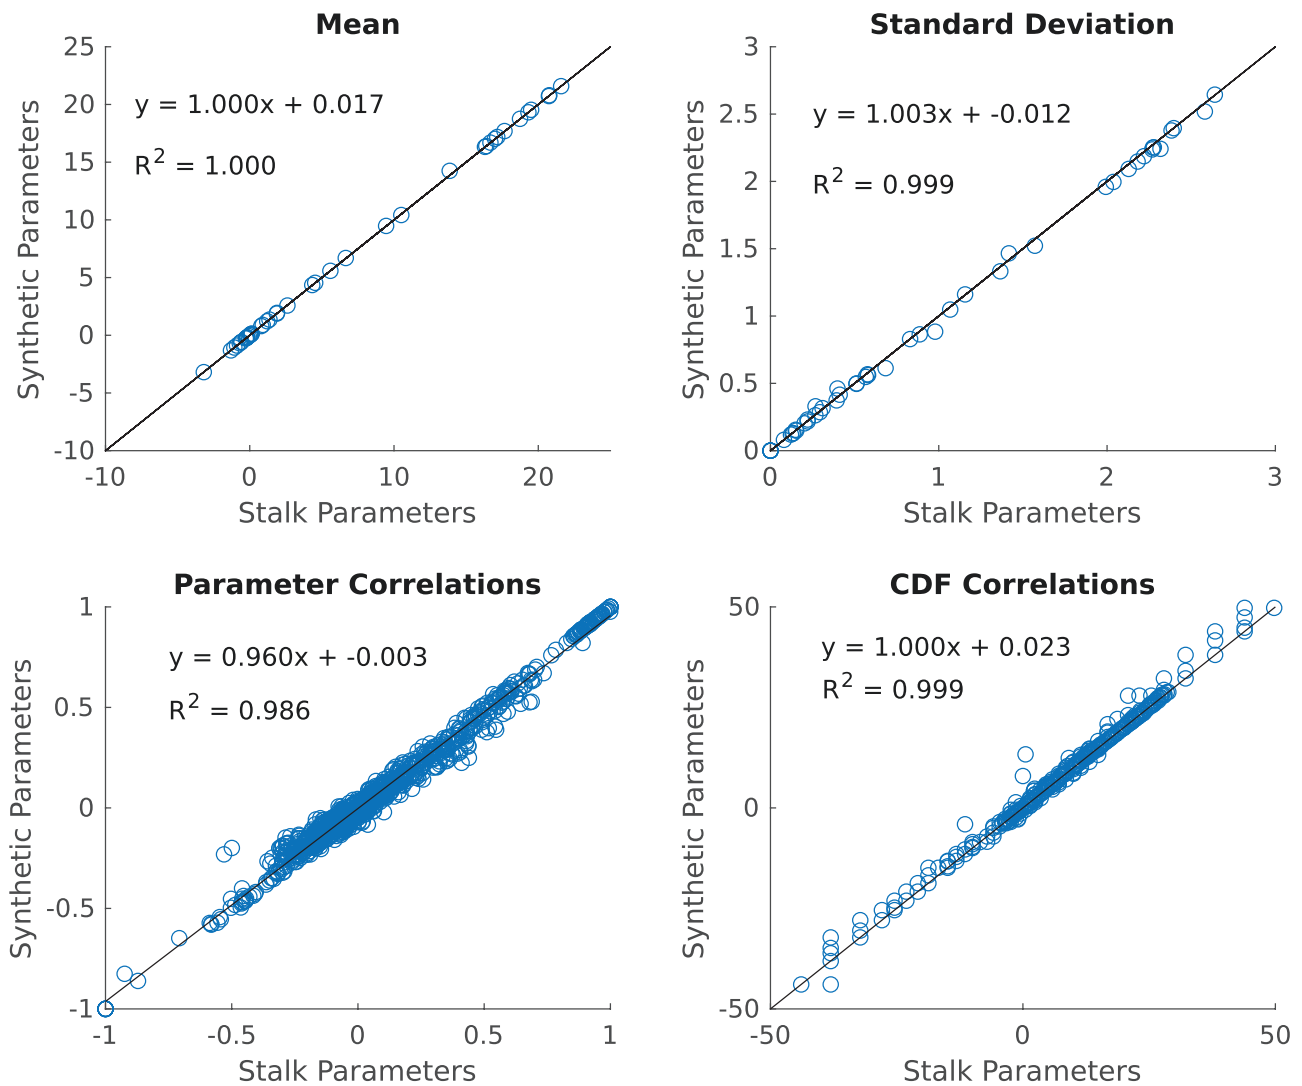 Mean
25
20
15
10
5
0
-5
-10
-10
0
10
20
y = 1.000x + 0.017
R² = 1.000
Synthetic Parameters
Stalk Parameters
Standard Deviation
3
2.5
2
1.5
1
0.5
0
0
1
2
3
y = 1.003x + -0.012
R² = 0.999
Synthetic Parameters
Stalk Parameters
Parameter Correlations
1
0.5
0
-0.5
-1
-1
-0.5
0
0.5
1
y = 0.960x + -0.003
R² = 0.986
Synthetic Parameters
Stalk Parameters
CDF Correlations
50
0
-50
-50
0
50
y = 1.000x + 0.023
R² = 0.999
Synthetic Parameters
Stalk Parameters